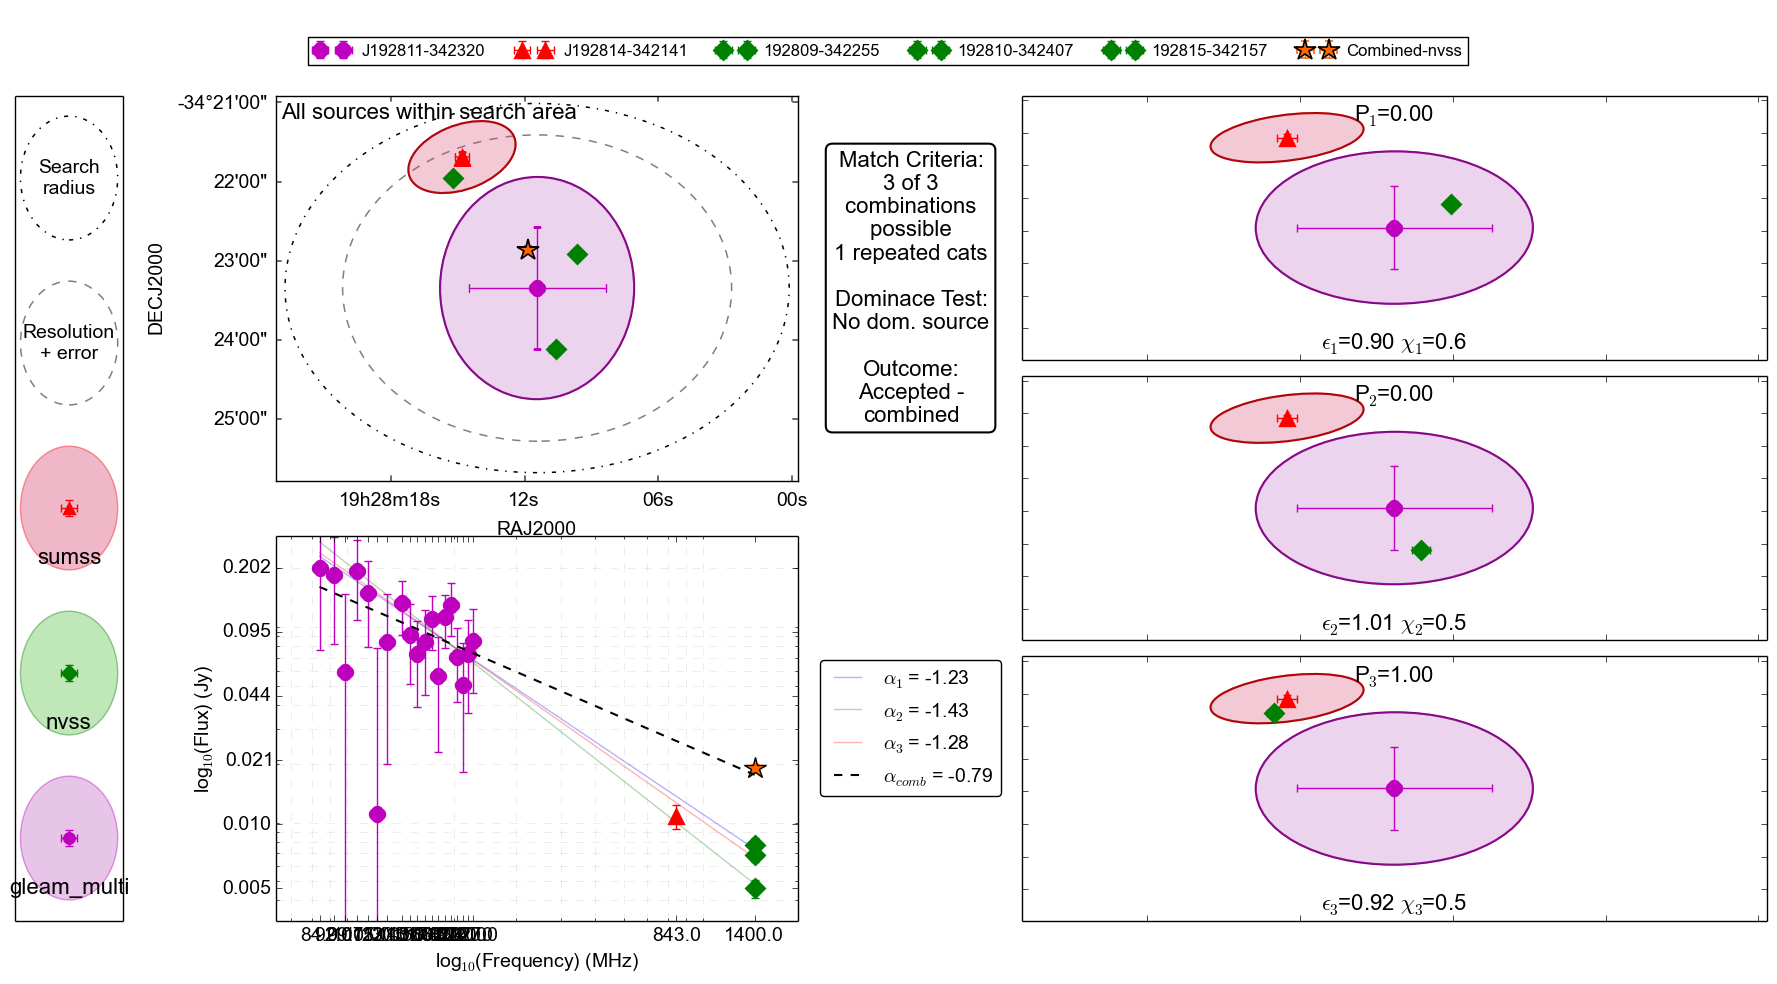 J192811-342320 J192814-342141 192809-342255 192810-342407 192815-342157 Combined-nvss
Search
radius
Resolution
+ error
sumss
nvss
gleam_multi
All sources within search area
-34°21'00"
22'00"
23'00"
24'00"
25'00"
DECJ2000
19h28m18s 12s 06s 00s
RAJ2000
Match Criteria:
3 of 3
combinations
possible
1 repeated cats
Dominace Test:
No dom. source
Outcome:
Accepted -
combined
0.202
0.095
0.044
0.021
0.010
0.005
log10(Flux) (Jy)
843.0 1400.0
log10(Frequency) (MHz)
α1 = -1.23
α2 = -1.43
α3 = -1.28
αcomb = -0.79
P1=0.00
ϵ1=0.90 χ1=0.6
P2=0.00
ϵ2=1.01 χ2=0.5
P3=1.00
ϵ3=0.92 χ3=0.5